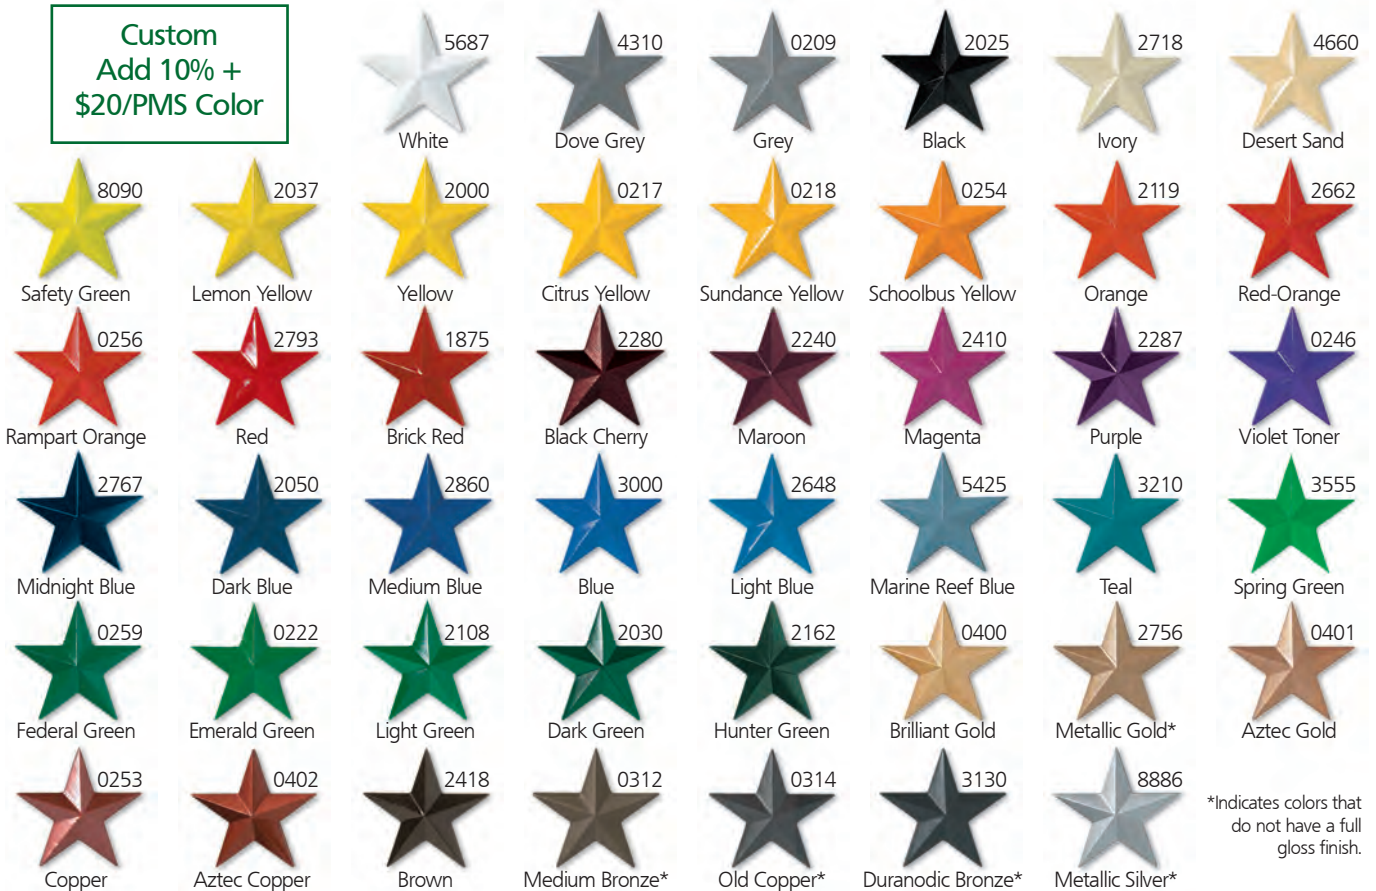 Custom
Add 10% +
$20/PMS Color
5687 4310 0209 2025 2718 4660
White Dove Grey Grey Black Ivory Desert Sand
8090 2037 2000 0217 0218 0254 2119 2662
Safety Green Lemon Yellow Yellow Citrus Yellow Sundance Yellow Schoolbus Yellow Orange Red-Orange
0256 2793 1875 2280 2240 2410 2287 0246
Rampart Orange Red Brick Red Black Cherry Maroon Magenta Purple Violet Toner
2767 2050 2860 3000 2648 5425 3210 3555
Midnight Blue Dark Blue Medium Blue Blue Light Blue Marine Reef Blue Teal Spring Green
0259 0222 2108 2030 2162 0400 2756 0401
Federal Green Emerald Green Light Green Dark Green Hunter Green Brilliant Gold Metallic Gold* Aztec Gold
0253 0402 2418 0312 0314 3130 8886
Copper Aztec Copper Brown Medium Bronze* Old Copper* Duranodic Bronze* Metallic Silver*
*Indicates colors that
do not have a full
gloss finish.